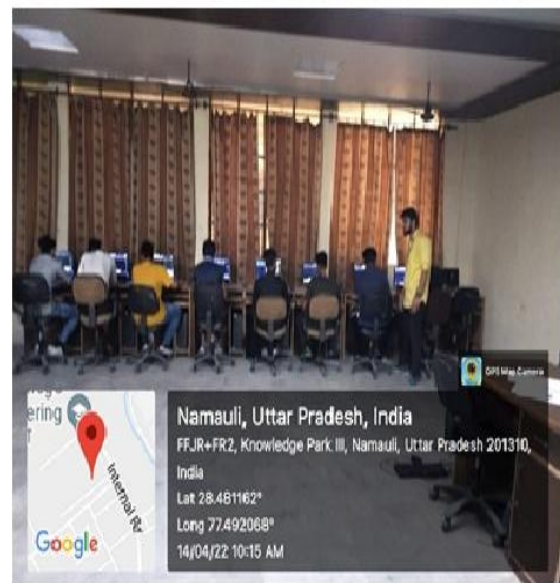 GPS Map Camera
ering
Internal Rd
Google
Namauli, Uttar Pradesh, India
FFJR+FR2, Knowledge Park III, Namauli, Uttar Pradesh 201310,
India
Lat 28.481162°
Long 77.492068°
14/04/22 10:15 AM